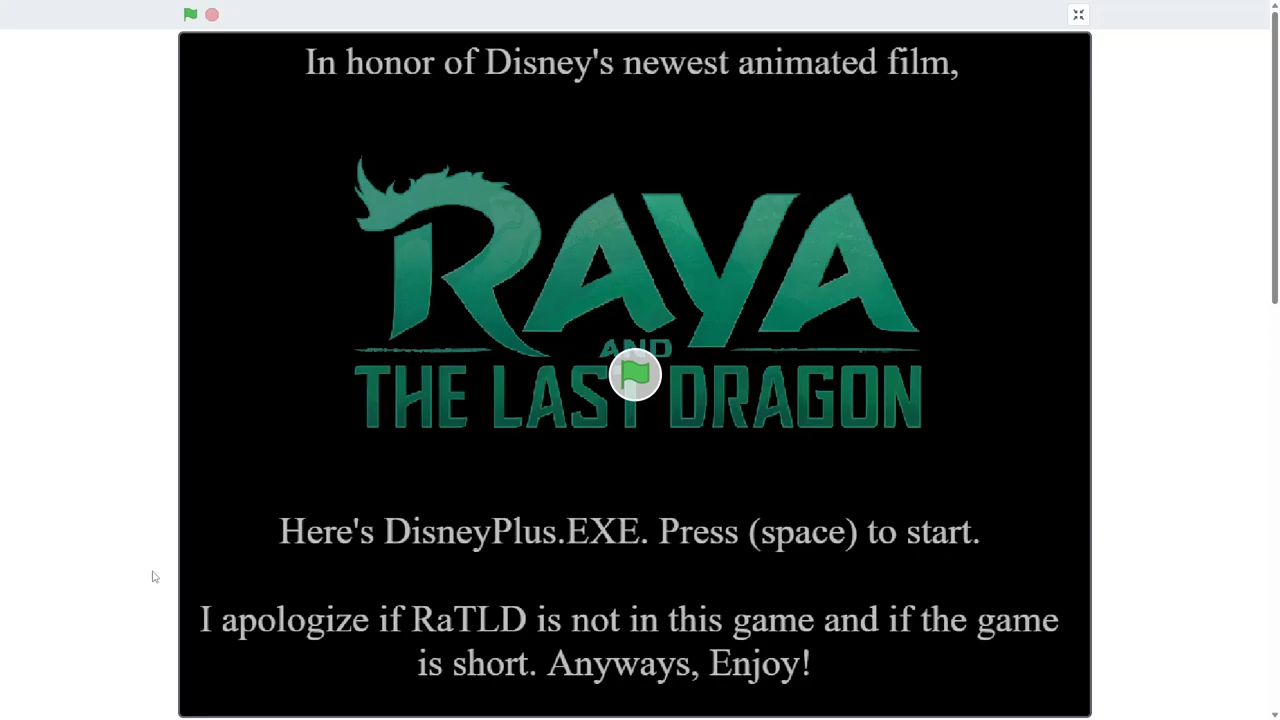 In honor of Disney's newest animated film,
RAYA
AND
THE LAST DRAGON
Here's DisneyPlus.EXE. Press (space) to start.
I apologize if RaTLD is not in this game and if the game
is short. Anyways, Enjoy!